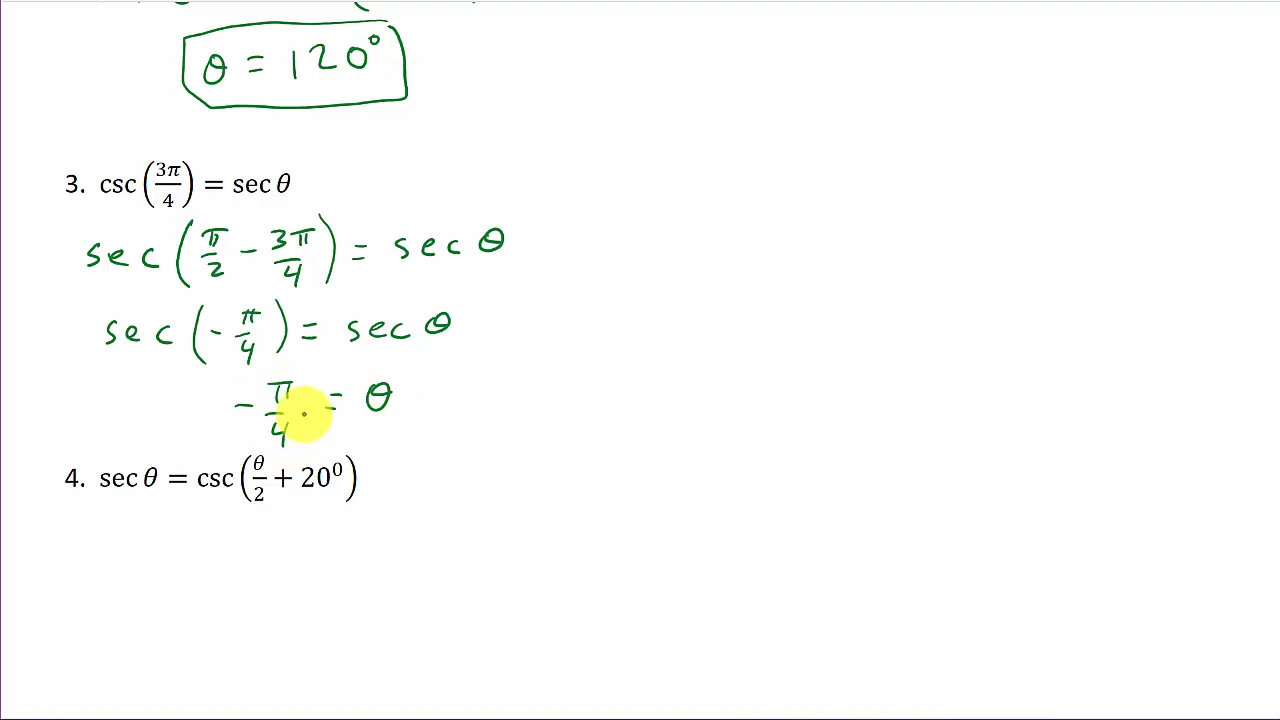 θ = 120°
3. csc(3π/4) = sec θ
sec(π/2 - 3π/4) = sec θ
sec(-π/4) = sec θ
-π/4 = θ
4. sec θ = csc(θ/2 + 20⁰)